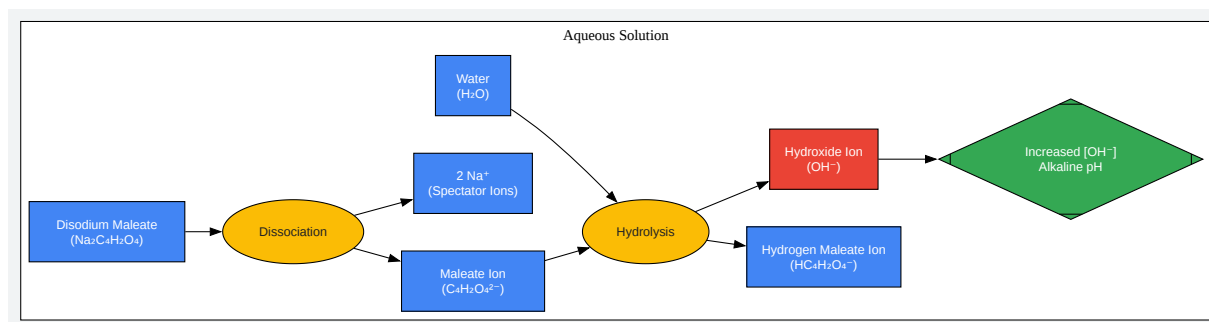 Aqueous Solution
Water
(H₂O)
Hydroxide Ion
(OH⁻)
Increased [OH⁻]
Alkaline pH
2 Na⁺
(Spectator Ions)
Disodium Maleate
(Na₂C₄H₂O₄)
Dissociation
Hydrolysis
Hydrogen Maleate Ion
(HC₄H₂O₄⁻)
Maleate Ion
(C₄H₂O₄²⁻)